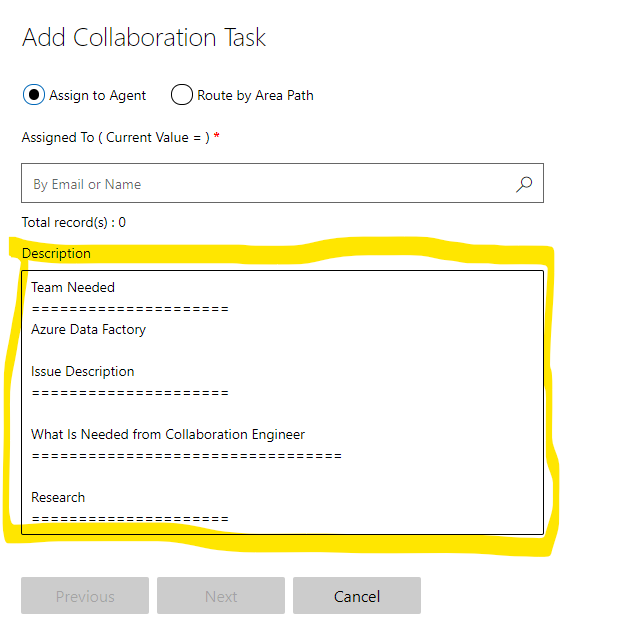 Add Collaboration Task
Assign to Agent Route by Area Path
Assigned To ( Current Value = ) *
By Email or Name
Total record(s) : 0
Description
Team Needed
=====================
Azure Data Factory
Issue Description
=====================
What Is Needed from Collaboration Engineer
=================================
Research
=====================
Previous Next Cancel